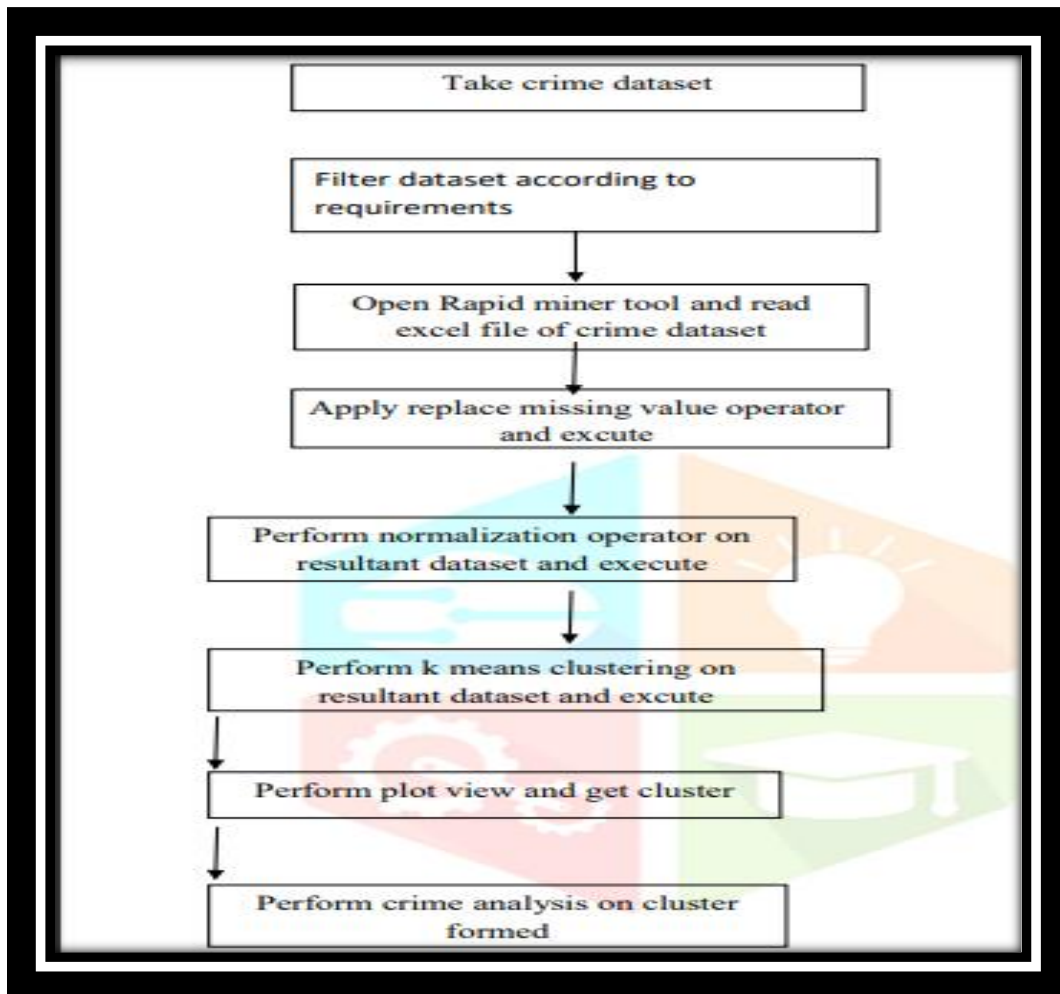 Take crime dataset
Filter dataset according to
requirements
Open Rapid miner tool and read
excel file of crime dataset
Apply replace missing value operator
and excute
Perform normalization operator on
resultant dataset and execute
Perform k means clustering on
resultant dataset and excute
Perform plot view and get cluster
Perform crime analysis on cluster
formed